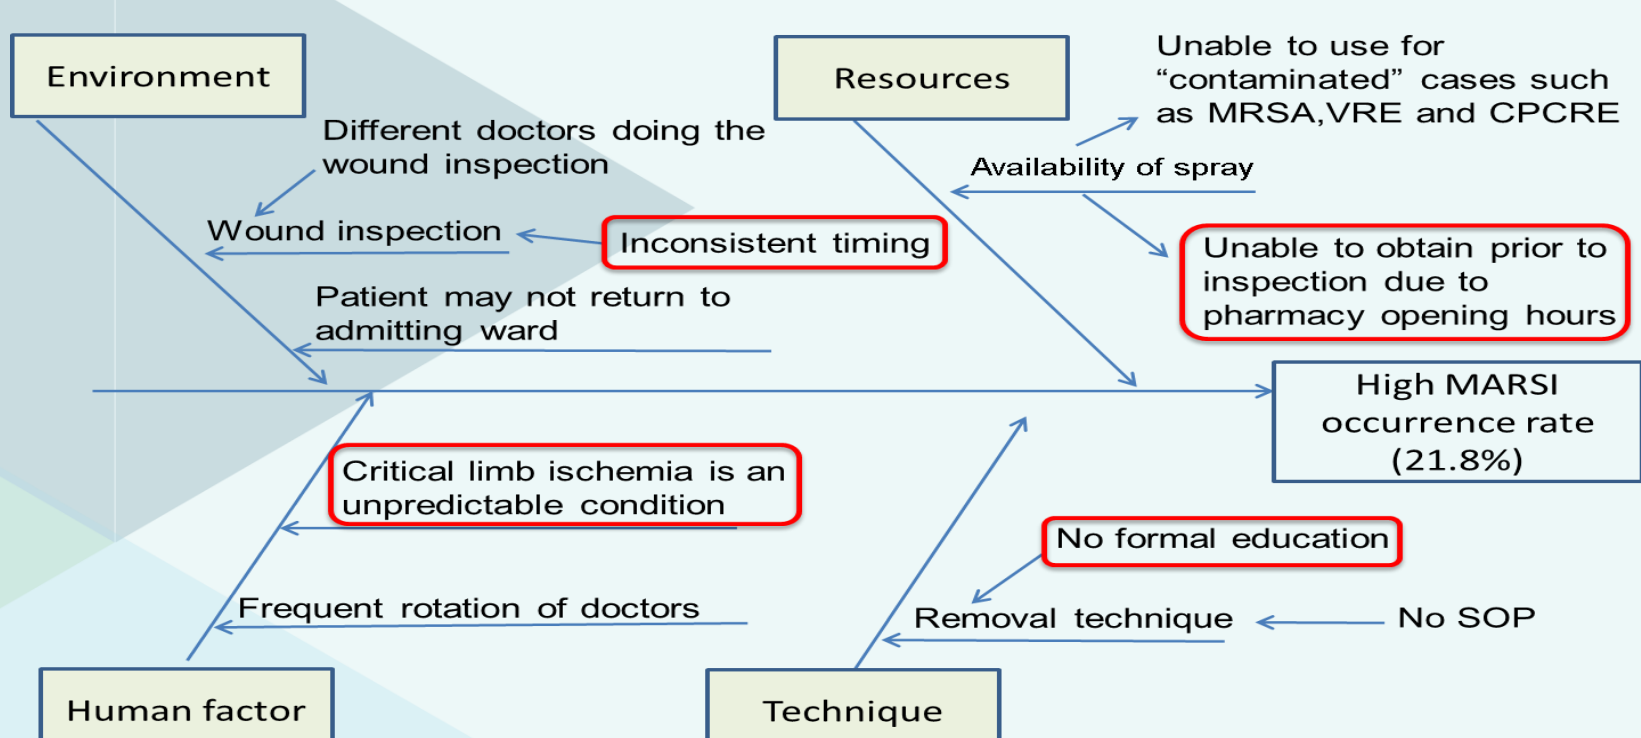 Environment
Different doctors doing the
wound inspection
Wound inspection
Inconsistent timing
Patient may not return to
admitting ward
Resources
Unable to use for
“contaminated” cases such
as MRSA,VRE and CPCRE
Availability of spray
Unable to obtain prior to
inspection due to
pharmacy opening hours
High MARSI
occurrence rate
(21.8%)
Critical limb ischemia is an
unpredictable condition
Frequent rotation of doctors
Human factor
No formal education
Removal technique
No SOP
Technique